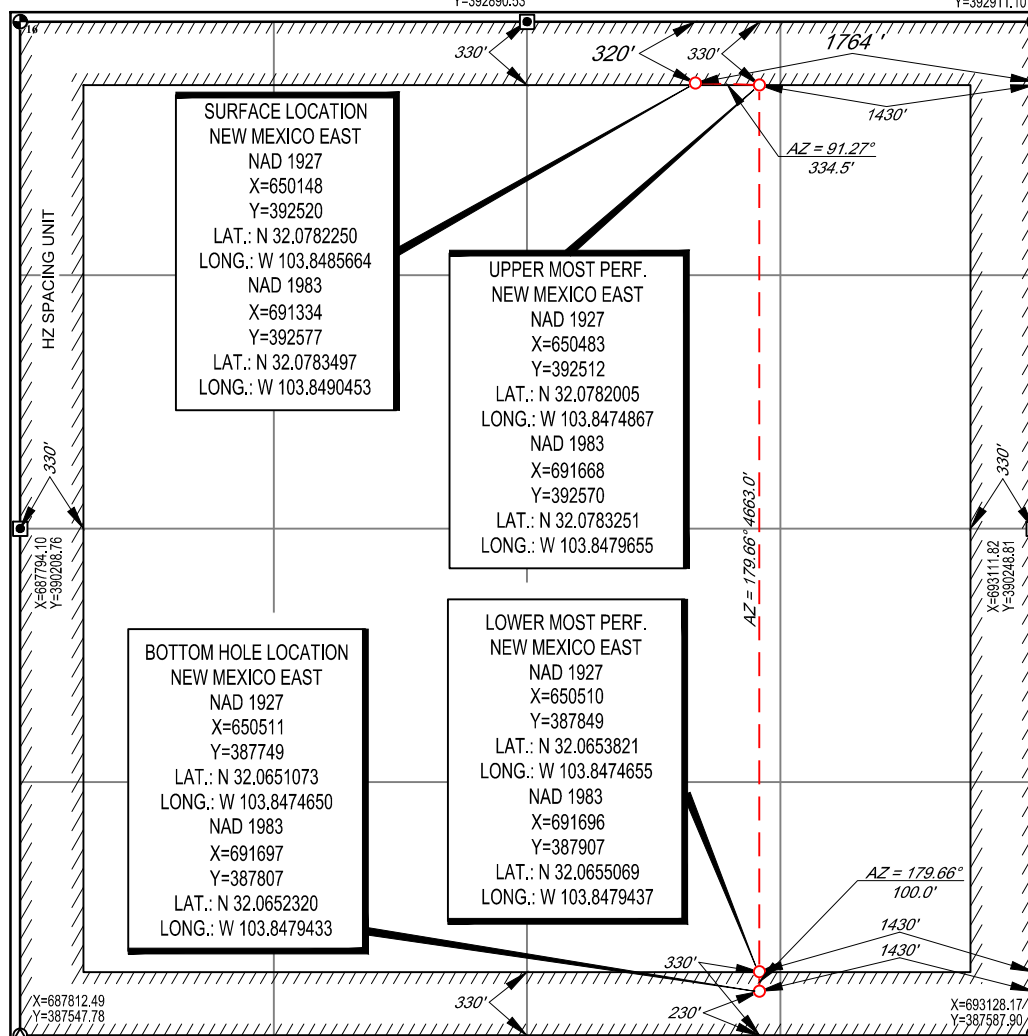 Y=392890.53
Y=392911.10
16
330'
320'
330'
1764 '
1430'
AZ = 91.27°
334.5'
HZ SPACING UNIT
SURFACE LOCATION
NEW MEXICO EAST
NAD 1927
X=650148
Y=392520
LAT.: N 32.0782250
LONG.: W 103.8485664
NAD 1983
X=691334
Y=392577
LAT.: N 32.0783497
LONG.: W 103.8490453
UPPER MOST PERF.
NEW MEXICO EAST
NAD 1927
X=650483
Y=392512
LAT.: N 32.0782005
LONG.: W 103.8474867
NAD 1983
X=691668
Y=392570
LAT.: N 32.0783251
LONG.: W 103.8479655
330'
330'
X=687794.10
Y=390208.76
AZ = 179.66° 4663.0'
X=693111.82
Y=390248.81
BOTTOM HOLE LOCATION
NEW MEXICO EAST
NAD 1927
X=650511
Y=387749
LAT.: N 32.0651073
LONG.: W 103.8474650
NAD 1983
X=691697
Y=387807
LAT.: N 32.0652320
LONG.: W 103.8479433
LOWER MOST PERF.
NEW MEXICO EAST
NAD 1927
X=650510
Y=387849
LAT.: N 32.0653821
LONG.: W 103.8474655
NAD 1983
X=691696
Y=387907
LAT.: N 32.0655069
LONG.: W 103.8479437
AZ = 179.66°
100.0'
1430'
1430'
330'
330'
230'
X=687812.49
Y=387547.78
X=693128.17
Y=387587.90